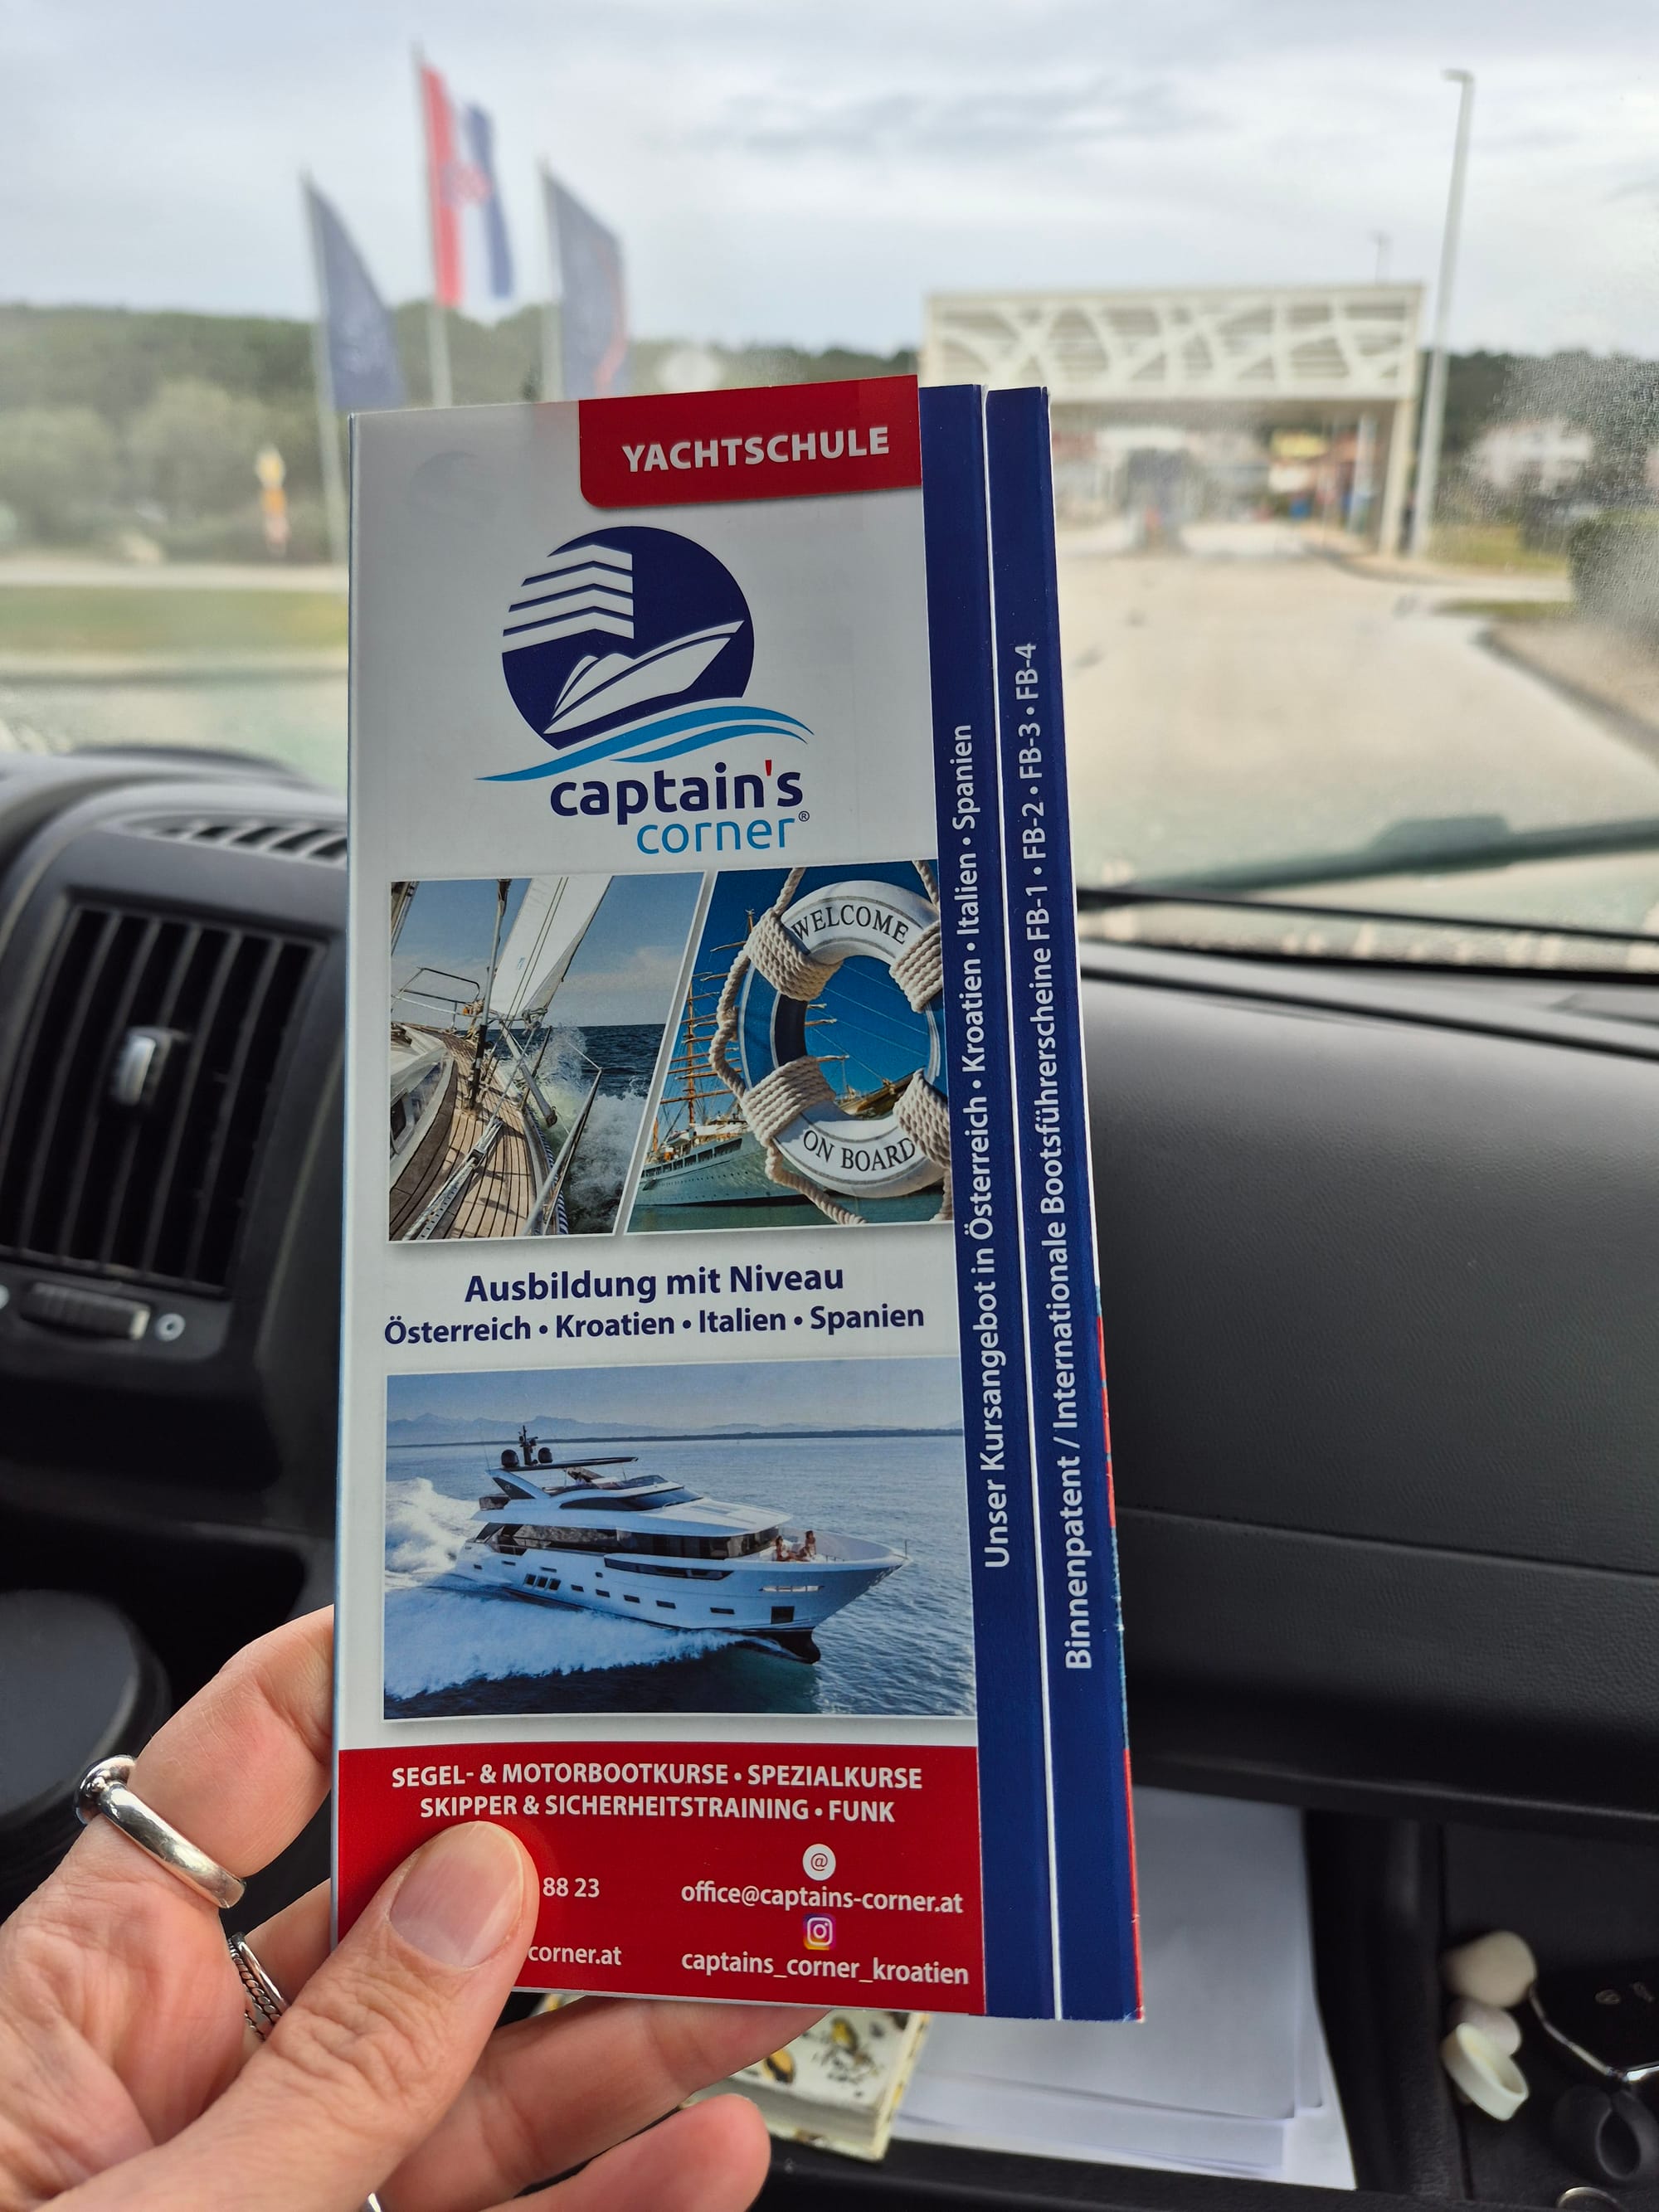 YACHTSCHULE
captain's
corner®
WELCOME
ON BOARD
Ausbildung mit Niveau
Österreich • Kroatien • Italien • Spanien
SEGEL- & MOTORBOOTKURSE • SPEZIALKURSE
SKIPPER & SICHERHEITSTRAINING • FUNK
88 23
@
office@captains-corner.at
corner.at
captains_corner_kroatien
Unser Kursangebot in Österreich • Kroatien • Italien • Spanien
Binnenpatent / Internationale Bootsführerscheine FB-1 • FB-2 • FB-3 • FB-4